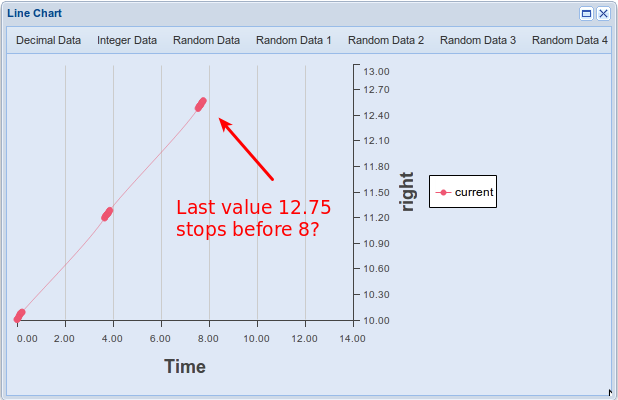 Line Chart
Decimal Data Integer Data Random Data Random Data 1 Random Data 2 Random Data 3 Random Data 4
13.00
12.70
12.40
12.10
11.80
11.50
11.20
10.90
10.60
10.30
10.00
right
current
Last value 12.75
stops before 8?
0.00 2.00 4.00 6.00 8.00 10.00 12.00 14.00
Time